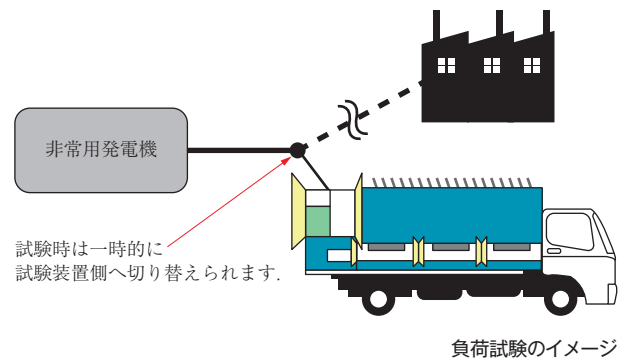 非常用発電機
試験時は一時的に
試験装置側へ切り替えられます.
負荷試験のイメージ